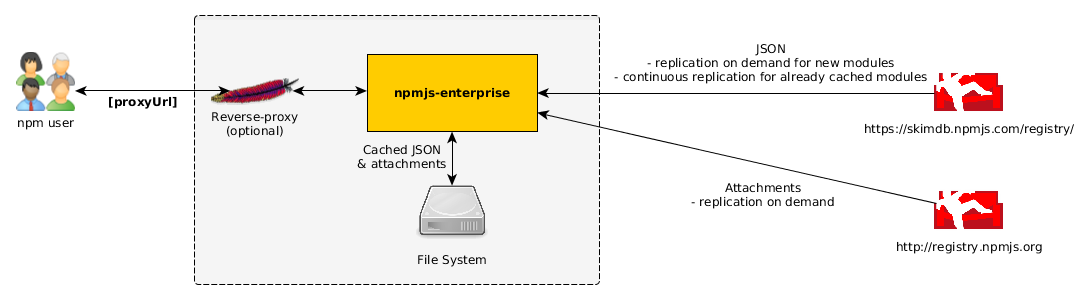 JSON
- replication on demand for new modules
- continuous replication for already cached modules
npmjs-enterprise
[proxyUrl]
npm user
Reverse-proxy
(optional)
https://skimdb.npmjs.com/registry/
Cached JSON
& attachments
Attachments
- replication on demand
http://registry.npmjs.org
File System